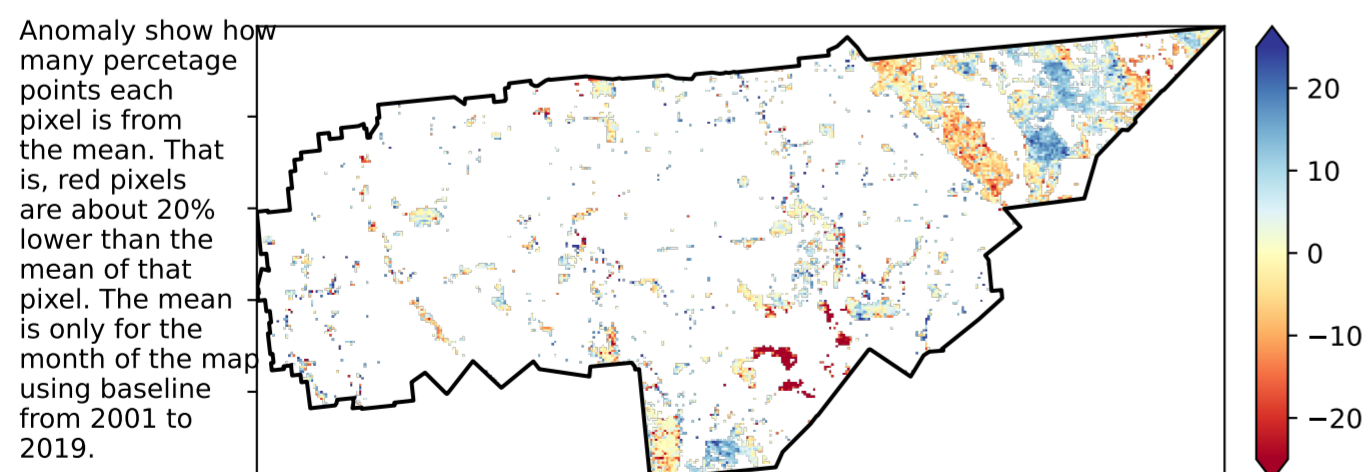 Anomaly show how
many percetage
points each
pixel is from
the mean. That
is, red pixels
are about 20%
lower than the
mean of that
pixel. The mean
is only for the
month of the map
using baseline
from 2001 to
2019.
20
10
0
−10
−20